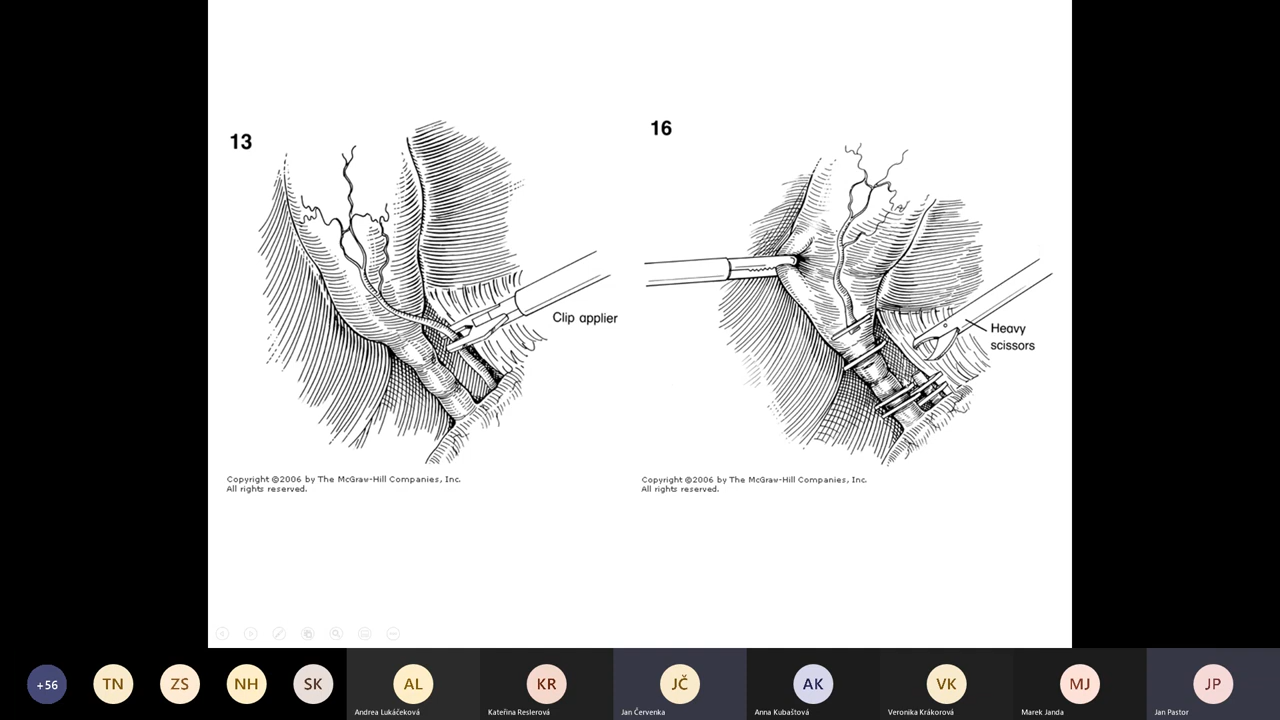 13
Clip applier
Copyright ©2006 by The McGraw-Hill Companies, Inc.
All rights reserved.
16
Heavy
scissors
Copyright ©2006 by The McGraw-Hill Companies, Inc.
All rights reserved.
+56
TN
ZS
NH
SK
AL
Andrea Lukáčeková
KR
Kateřina Reslerová
JČ
Jan Červenka
AK
Anna Kubaštová
VK
Veronika Krákorová
MJ
Marek Janda
JP
Jan Pastor